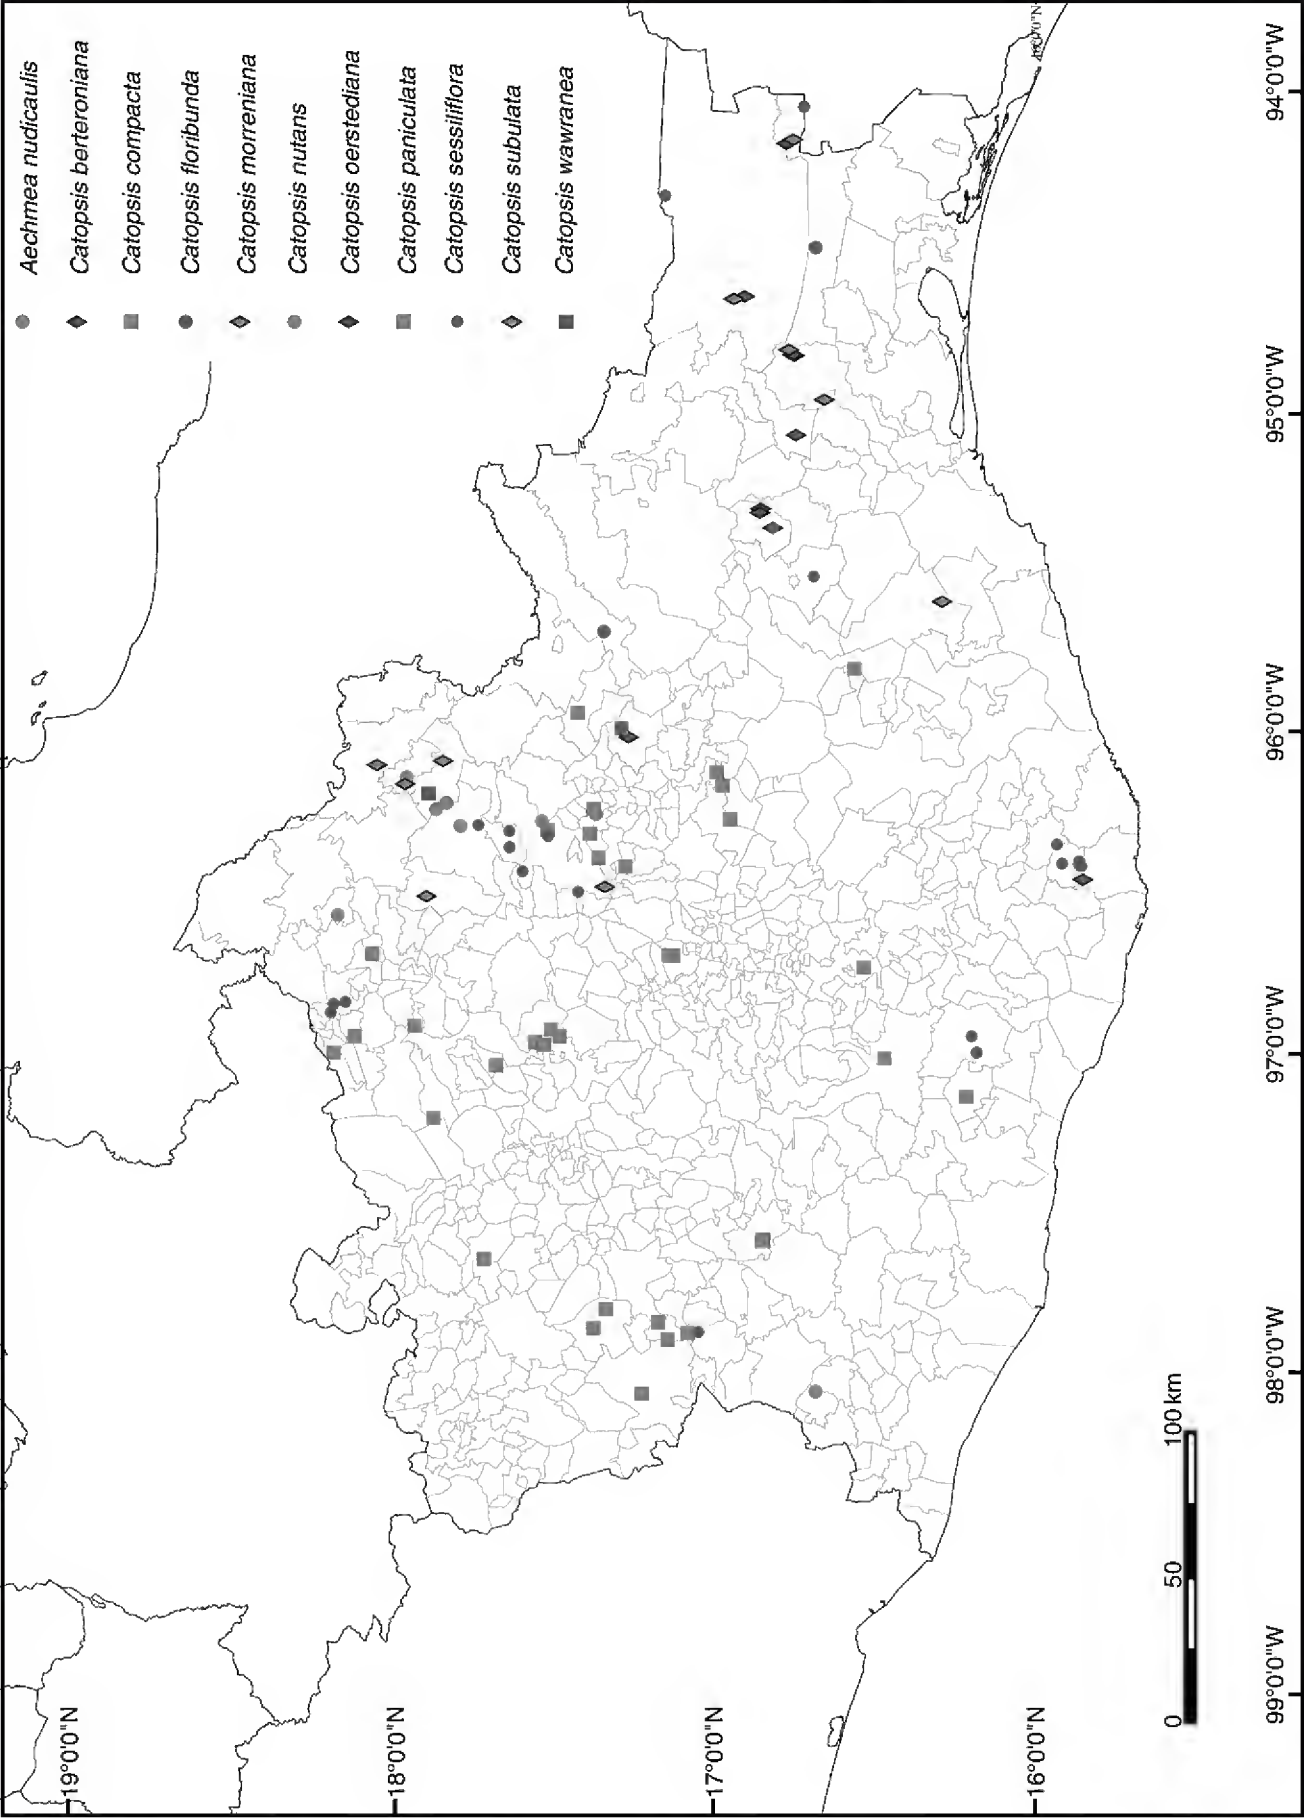 Aechmea nudicaulis
Catopsis berteroniana
Catopsis compacta
Catopsis floribunda
Catopsis morreniana
Catopsis nutans
Catopsis oerstediana
Catopsis paniculata
Catopsis sessiliflora
Catopsis subulata
Catopsis wawranea
19°0'0"N
18°0'0"N
17°0'0"N
16°0'0"N
99°0'0"W
98°0'0"W
97°0'0"W
96°0'0"W
95°0'0"W
94°0'0"W
0 50 100 km